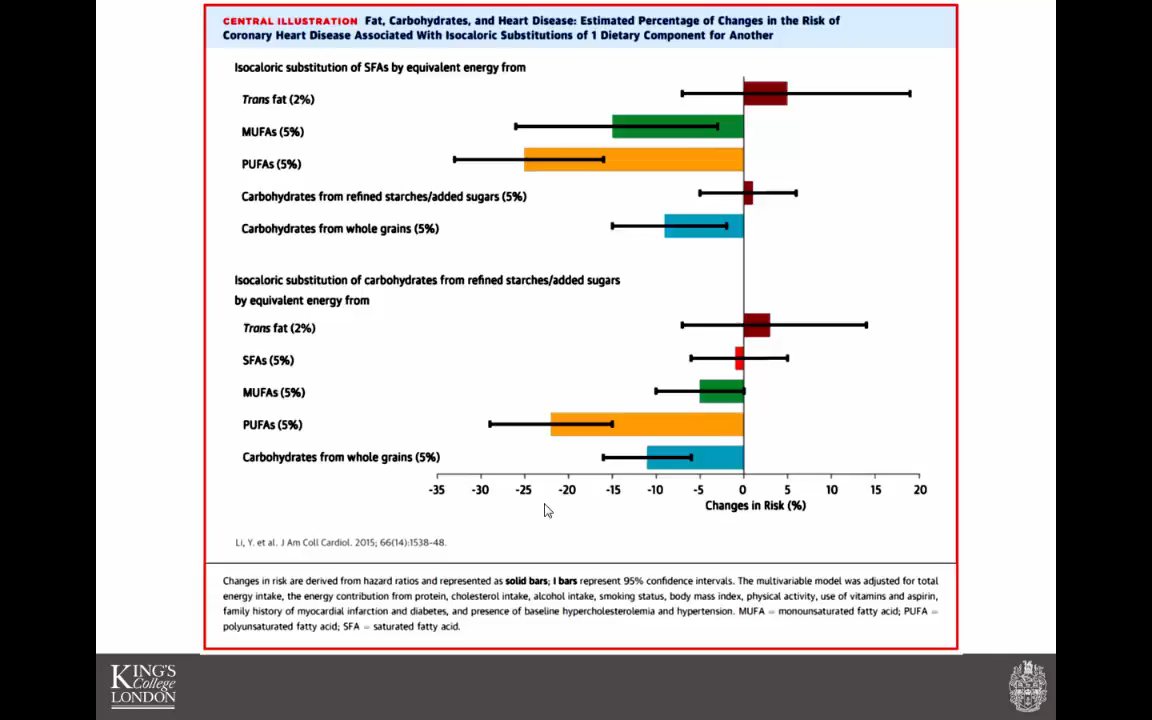 CENTRAL ILLUSTRATION Fat, Carbohydrates, and Heart Disease: Estimated Percentage of Changes in the Risk of
Coronary Heart Disease Associated With Isocaloric Substitutions of 1 Dietary Component for Another
Isocaloric substitution of SFAs by equivalent energy from
Trans fat (2%)
MUFAs (5%)
PUFAs (5%)
Carbohydrates from refined starches/added sugars (5%)
Carbohydrates from whole grains (5%)
Isocaloric substitution of carbohydrates from refined starches/added sugars
by equivalent energy from
Trans fat (2%)
SFAs (5%)
MUFAs (5%)
PUFAs (5%)
Carbohydrates from whole grains (5%)
-35 -30 -25 -20 -15 -10 -5 0 5 10 15 20
Changes in Risk (%)
Li, Y. et al. J Am Coll Cardiol. 2015; 66(14):1538–48.
Changes in risk are derived from hazard ratios and represented as solid bars; I bars represent 95% confidence intervals. The multivariable model was adjusted for total
energy intake, the energy contribution from protein, cholesterol intake, alcohol intake, smoking status, body mass index, physical activity, use of vitamins and aspirin,
family history of myocardial infarction and diabetes, and presence of baseline hypercholesterolemia and hypertension. MUFA = monounsaturated fatty acid; PUFA =
polyunsaturated fatty acid; SFA = saturated fatty acid.
KING'S
College
LONDON